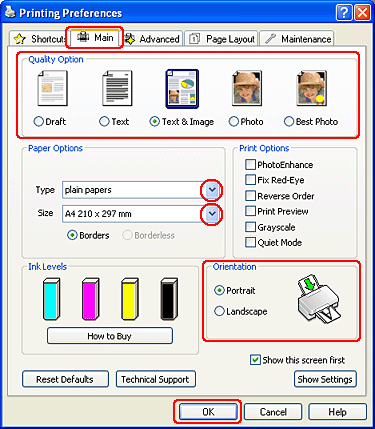 Printing Preferences
Shortcuts Main Advanced Page Layout Maintenance
Quality Option
Draft Text Text & Image Photo Best Photo
Paper Options
Type plain papers
Size A4 210 x 297 mm
Borders Borderless
Print Options
PhotoEnhance
Fix Red-Eye
Reverse Order
Print Preview
Grayscale
Quiet Mode
Ink Levels
How to Buy
Orientation
Portrait
Landscape
Show this screen first
Reset Defaults Technical Support Show Settings
OK Cancel Help